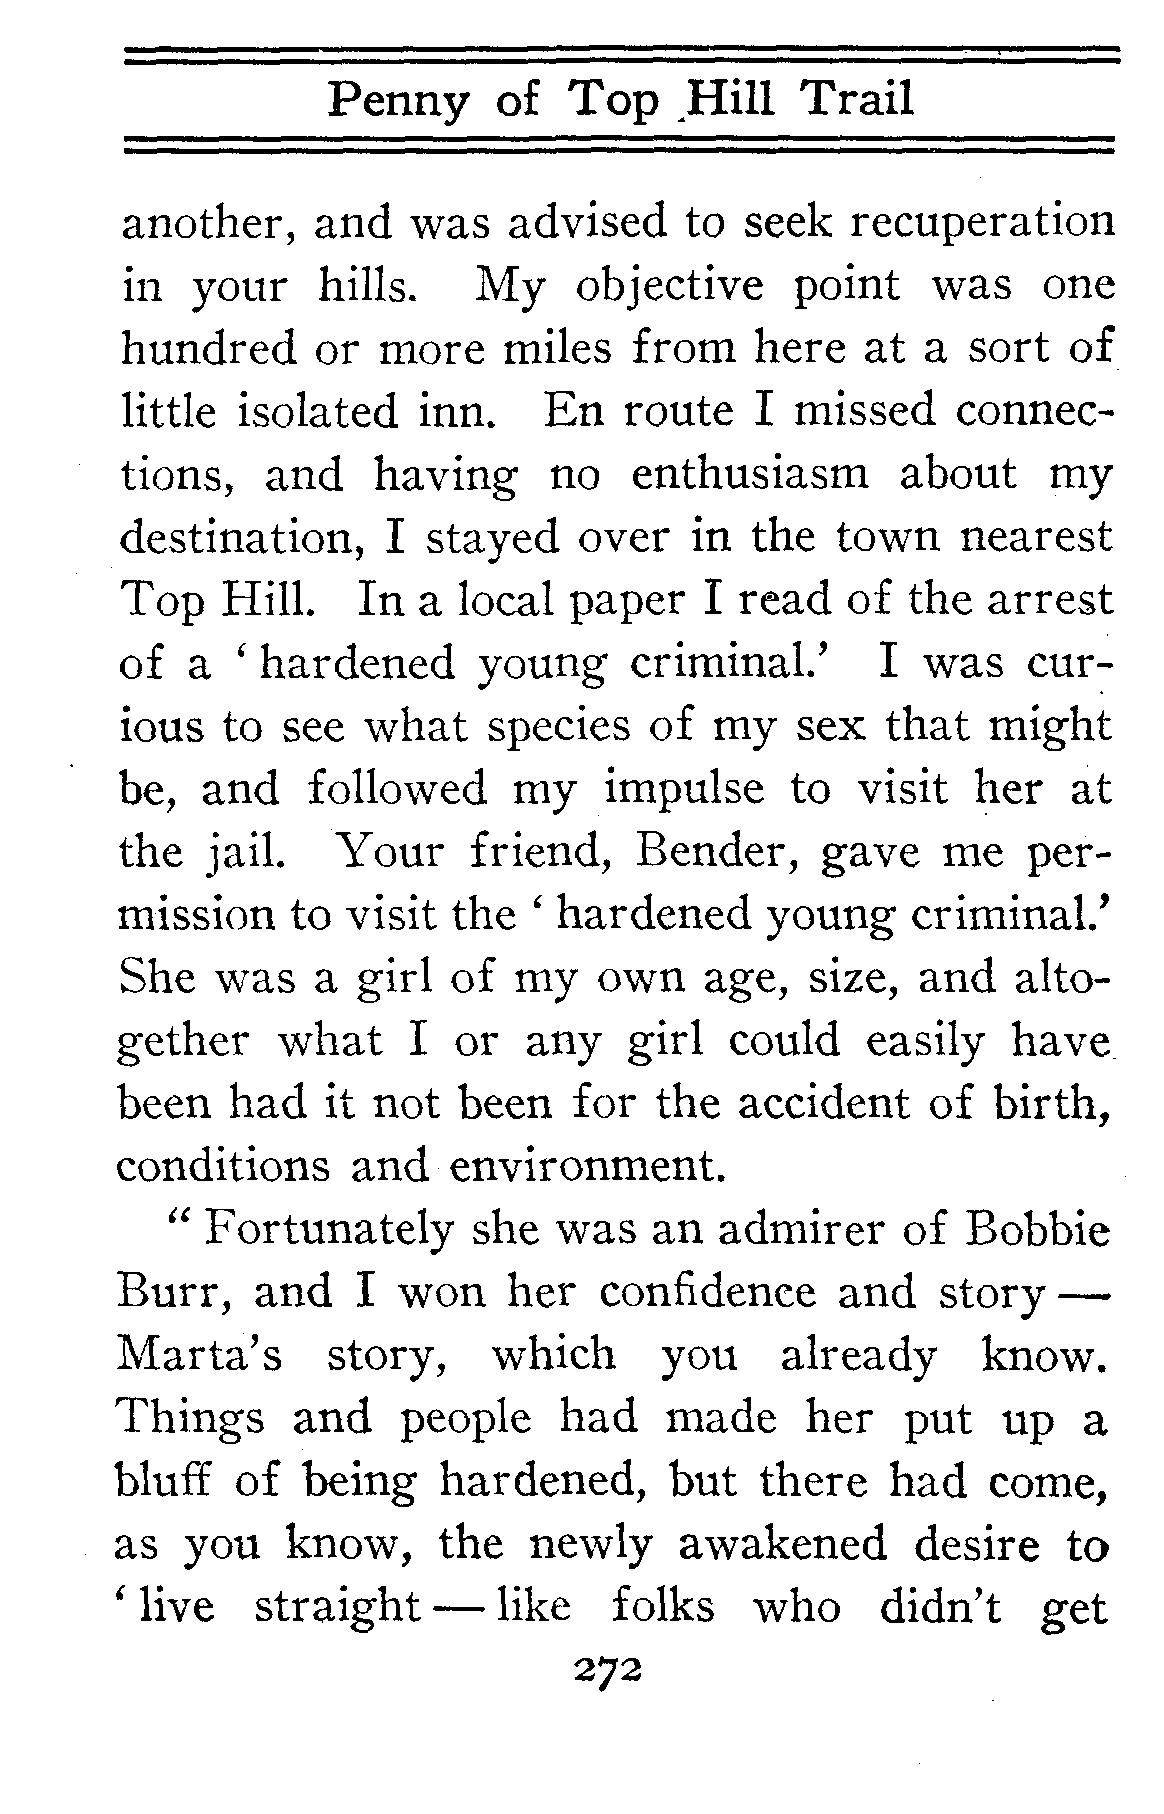 Penny of Top Hill Trail
another, and was advised to seek recuperation
in your hills. My objective point was one
hundred or more miles from here at a sort of
little isolated inn. En route I missed connec-
tions, and having no enthusiasm about my
destination, I stayed over in the town nearest
Top Hill. In a local paper I read of the arrest
of a ‘ hardened young criminal.’ I was cur-
ious to see what species of my sex that might
be, and followed my impulse to visit her at
the jail. Your friend, Bender, gave me per-
mission to visit the ‘ hardened young criminal.’
She was a girl of my own age, size, and alto-
gether what I or any girl could easily have
been had it not been for the accident of birth,
conditions and environment.
“ Fortunately she was an admirer of Bobbie
Burr, and I won her confidence and story —
Marta’s story, which you already know.
Things and people had made her put up a
bluff of being hardened, but there had come,
as you know, the newly awakened desire to
‘ live straight — like folks who didn’t get
272